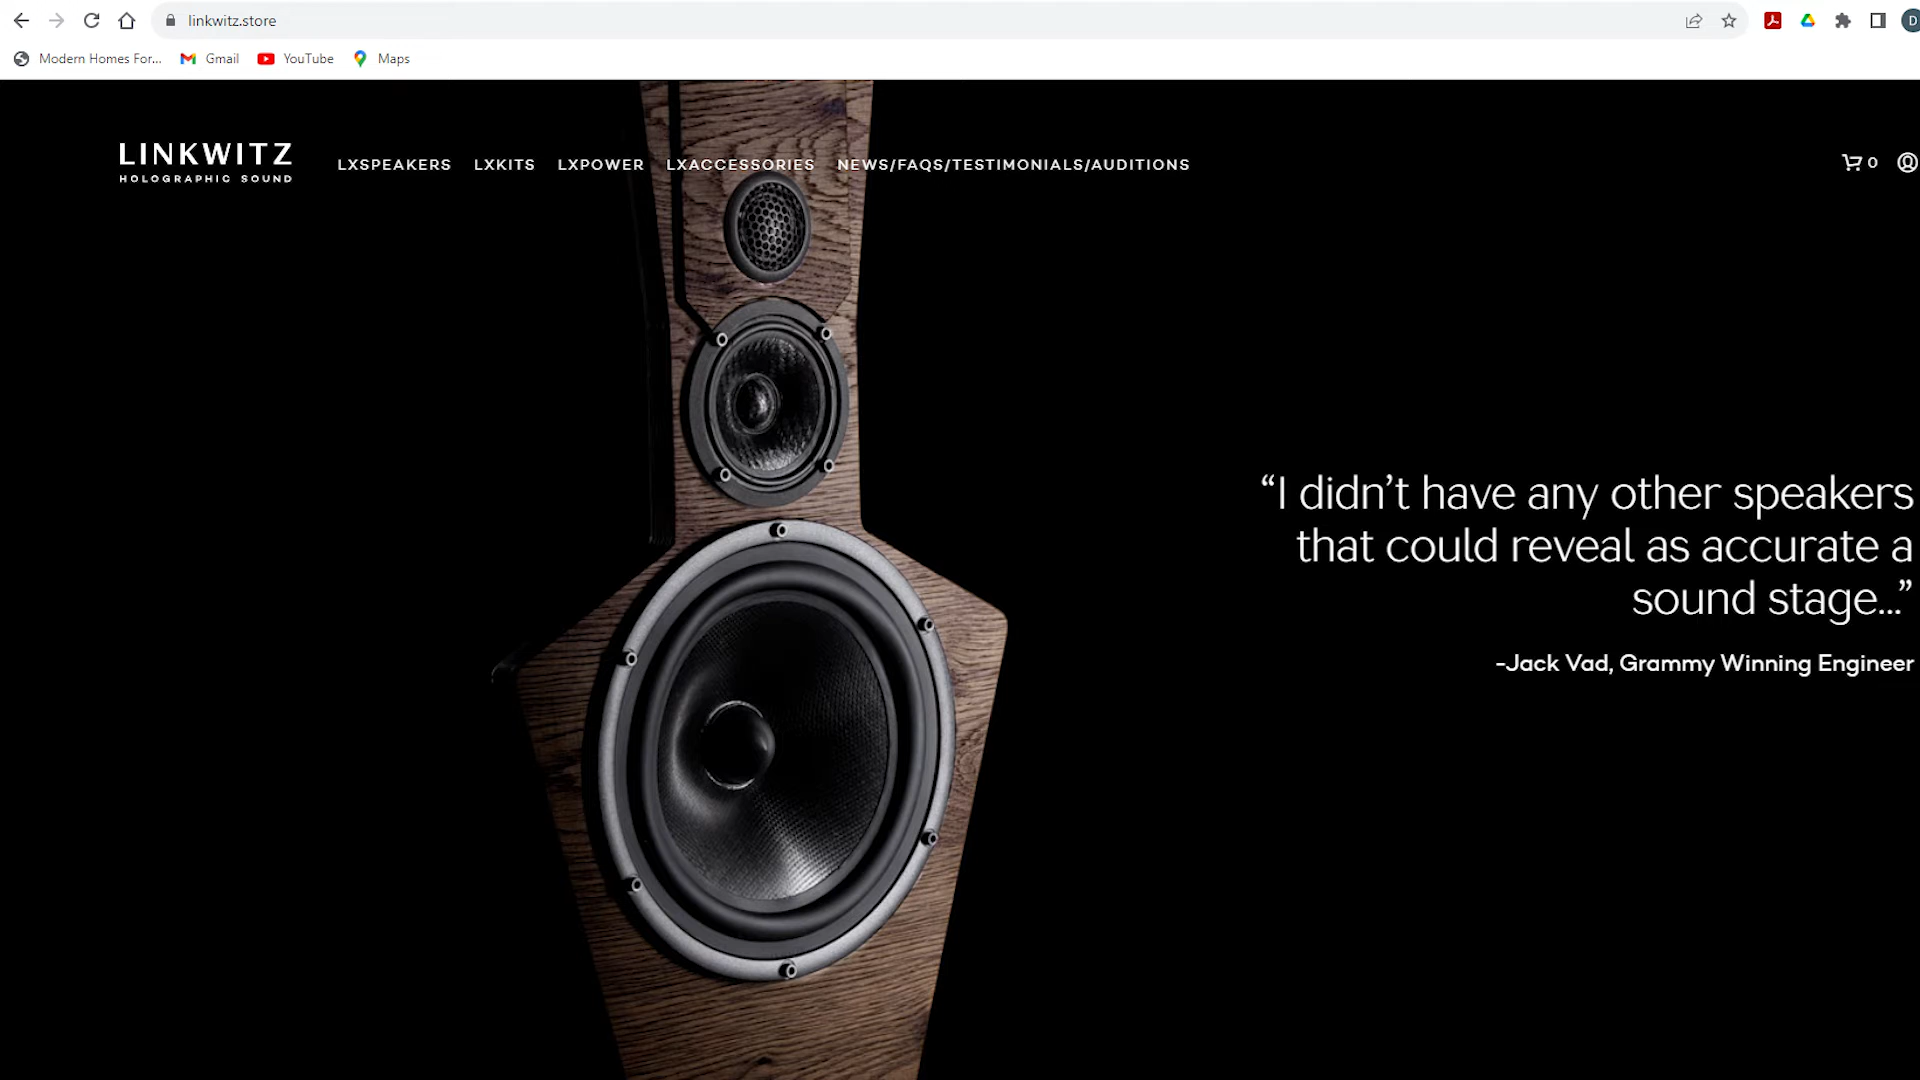 linkwitz.store
D
Modern Homes For...
Gmail
YouTube
Maps
LINKWITZ
HOLOGRAPHIC SOUND
LXSPEAKERS
LXKITS
LXPOWER
LXACCESSORIES
NEWS/FAQS/TESTIMONIALS/AUDITIONS
0
“I didn’t have any other speakers
that could reveal as accurate a
sound stage...”
-Jack Vad, Grammy Winning Engineer